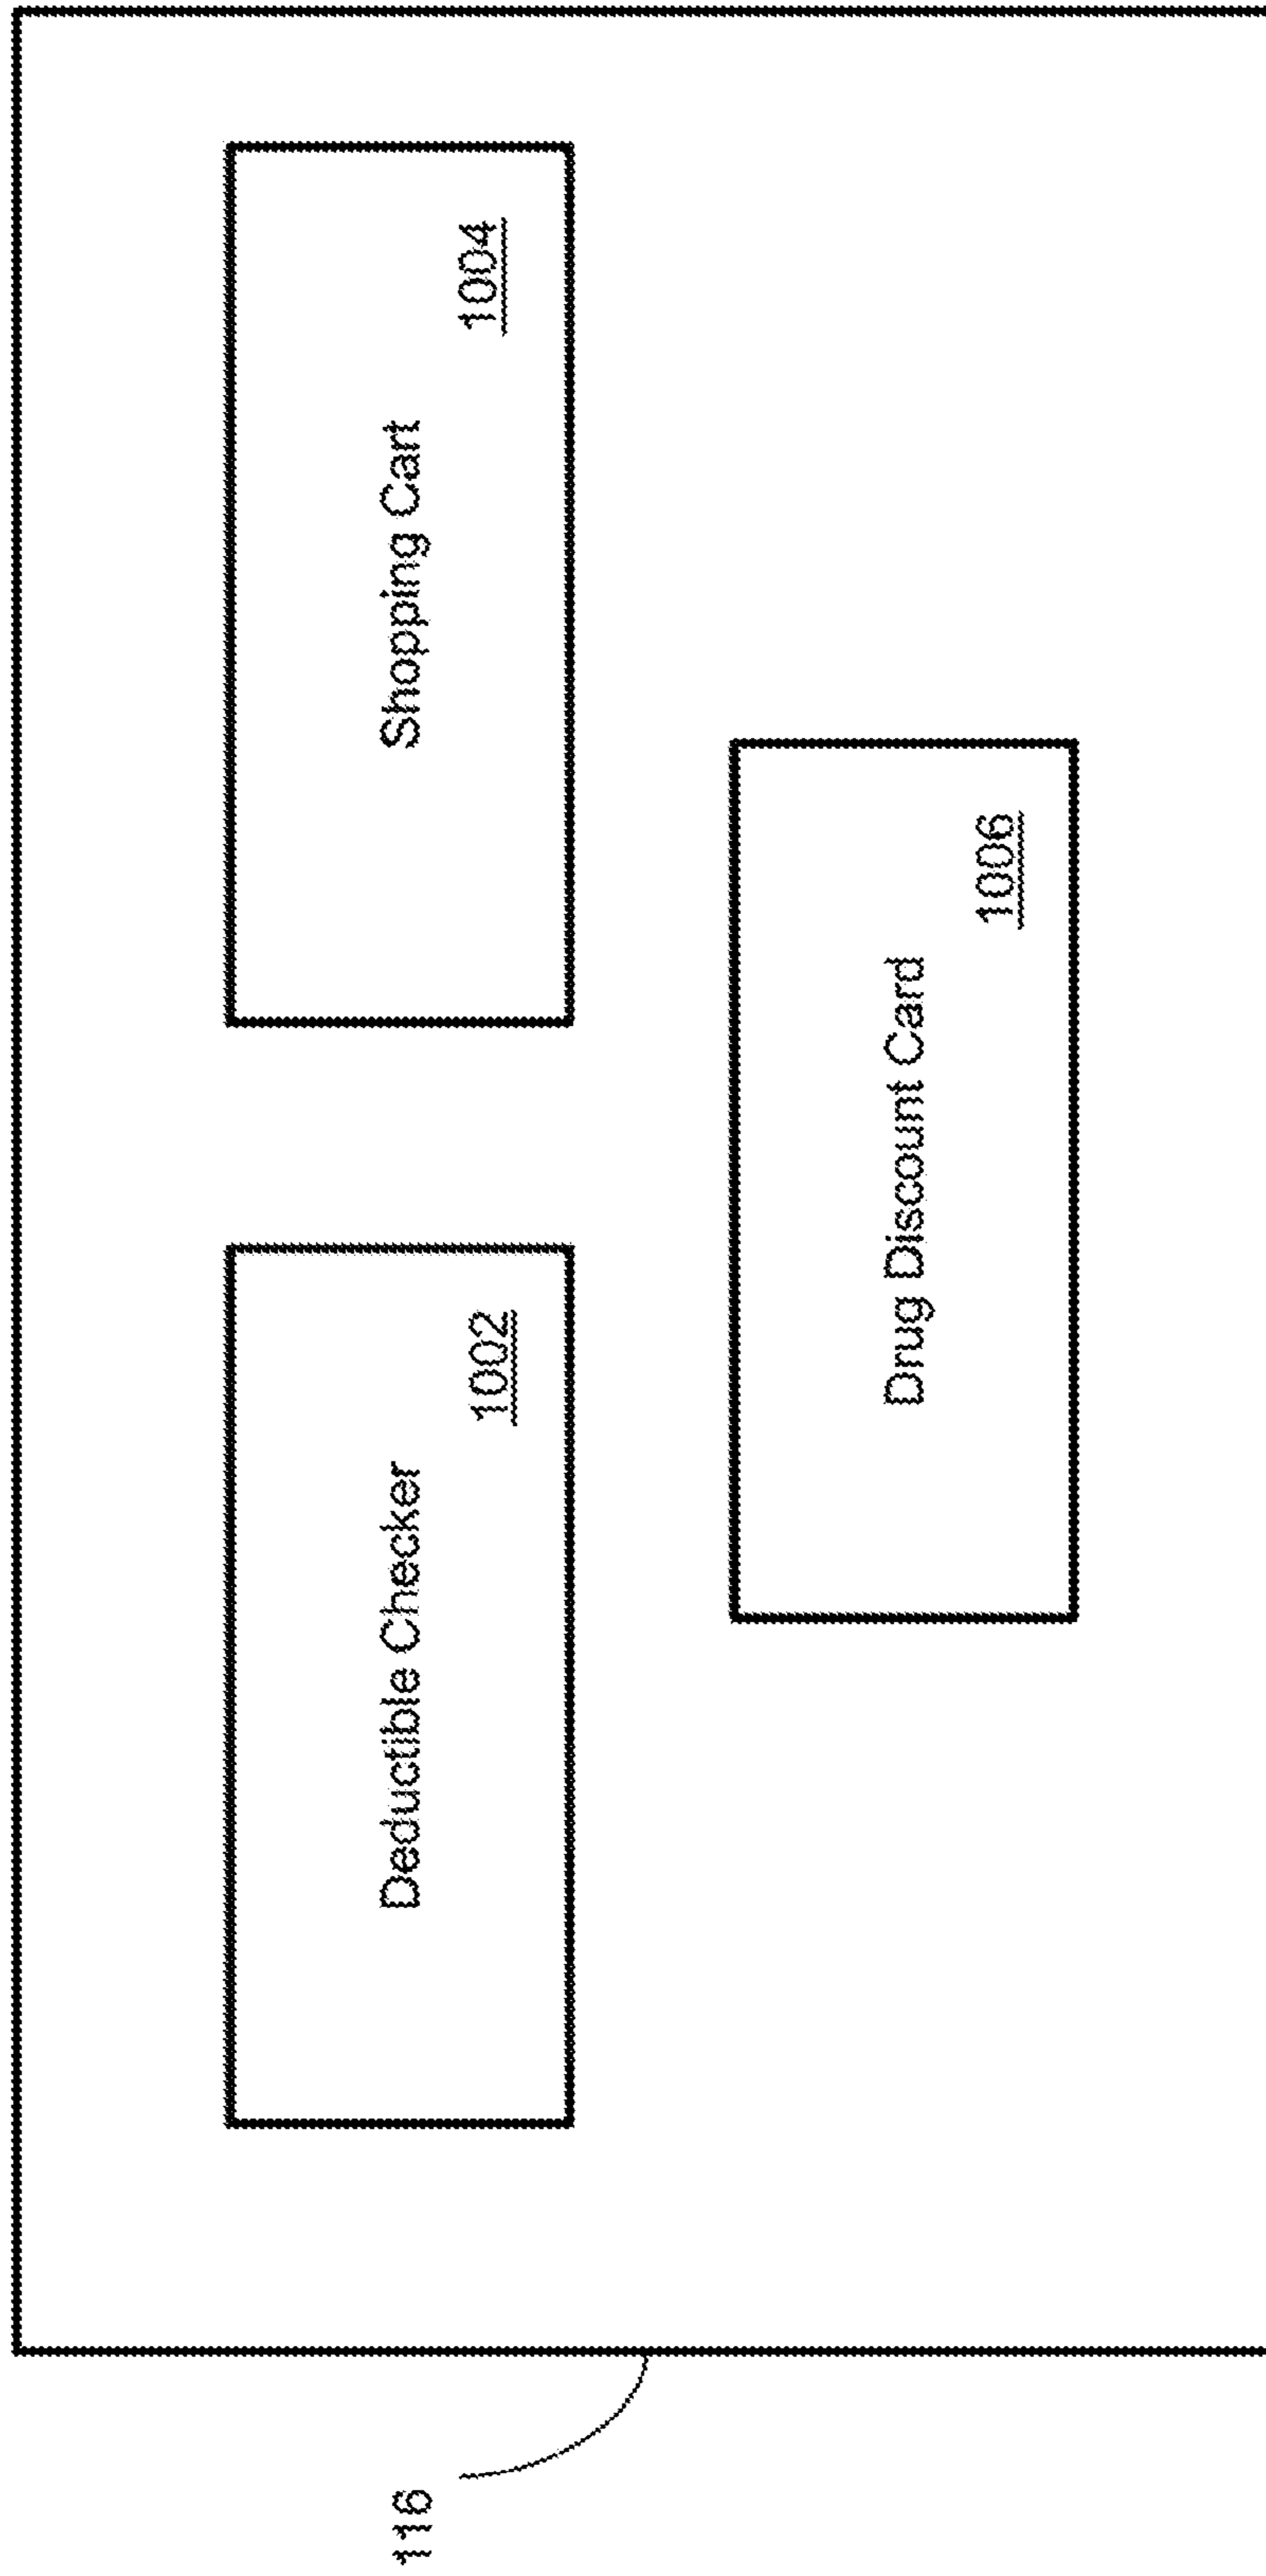 116
Deductible Checker
1002
Shopping Cart
1004
Drug Discount Card
1006